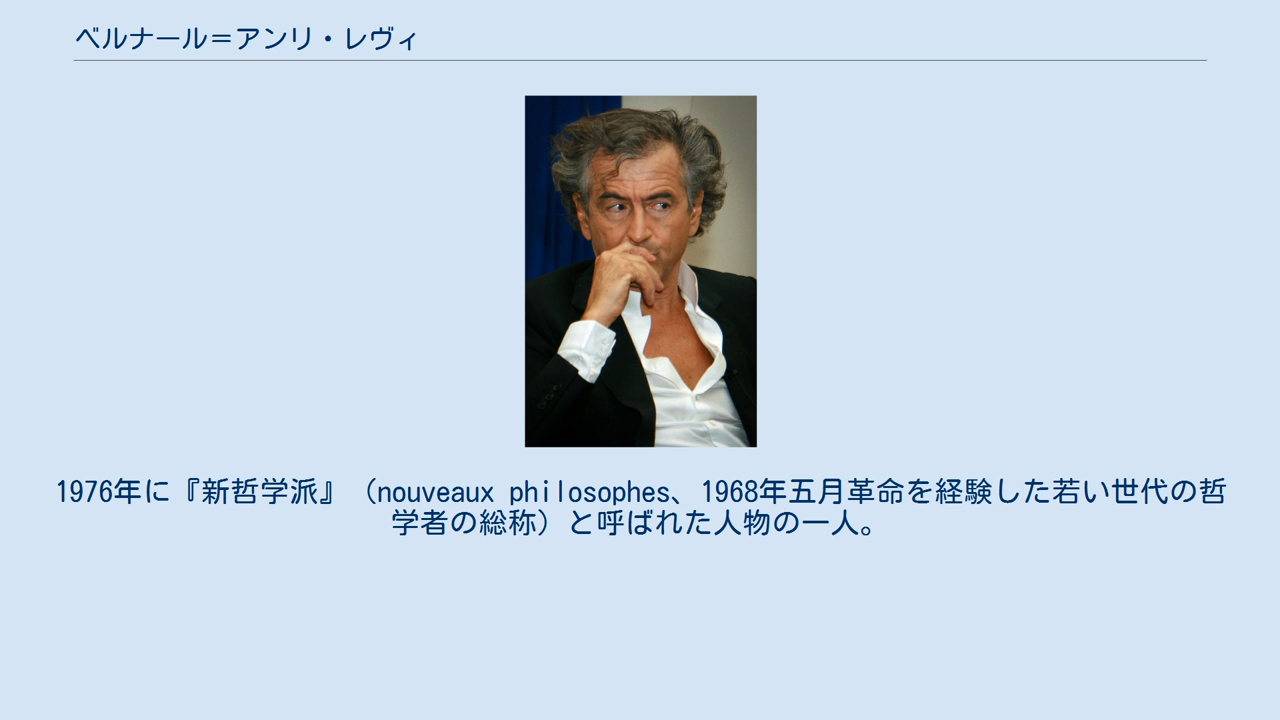 ベルナール＝アンリ・レヴィ
1976年に『新哲学派』（nouveaux philosophes、1968年五月革命を経験した若い世代の哲
学者の総称）と呼ばれた人物の一人。